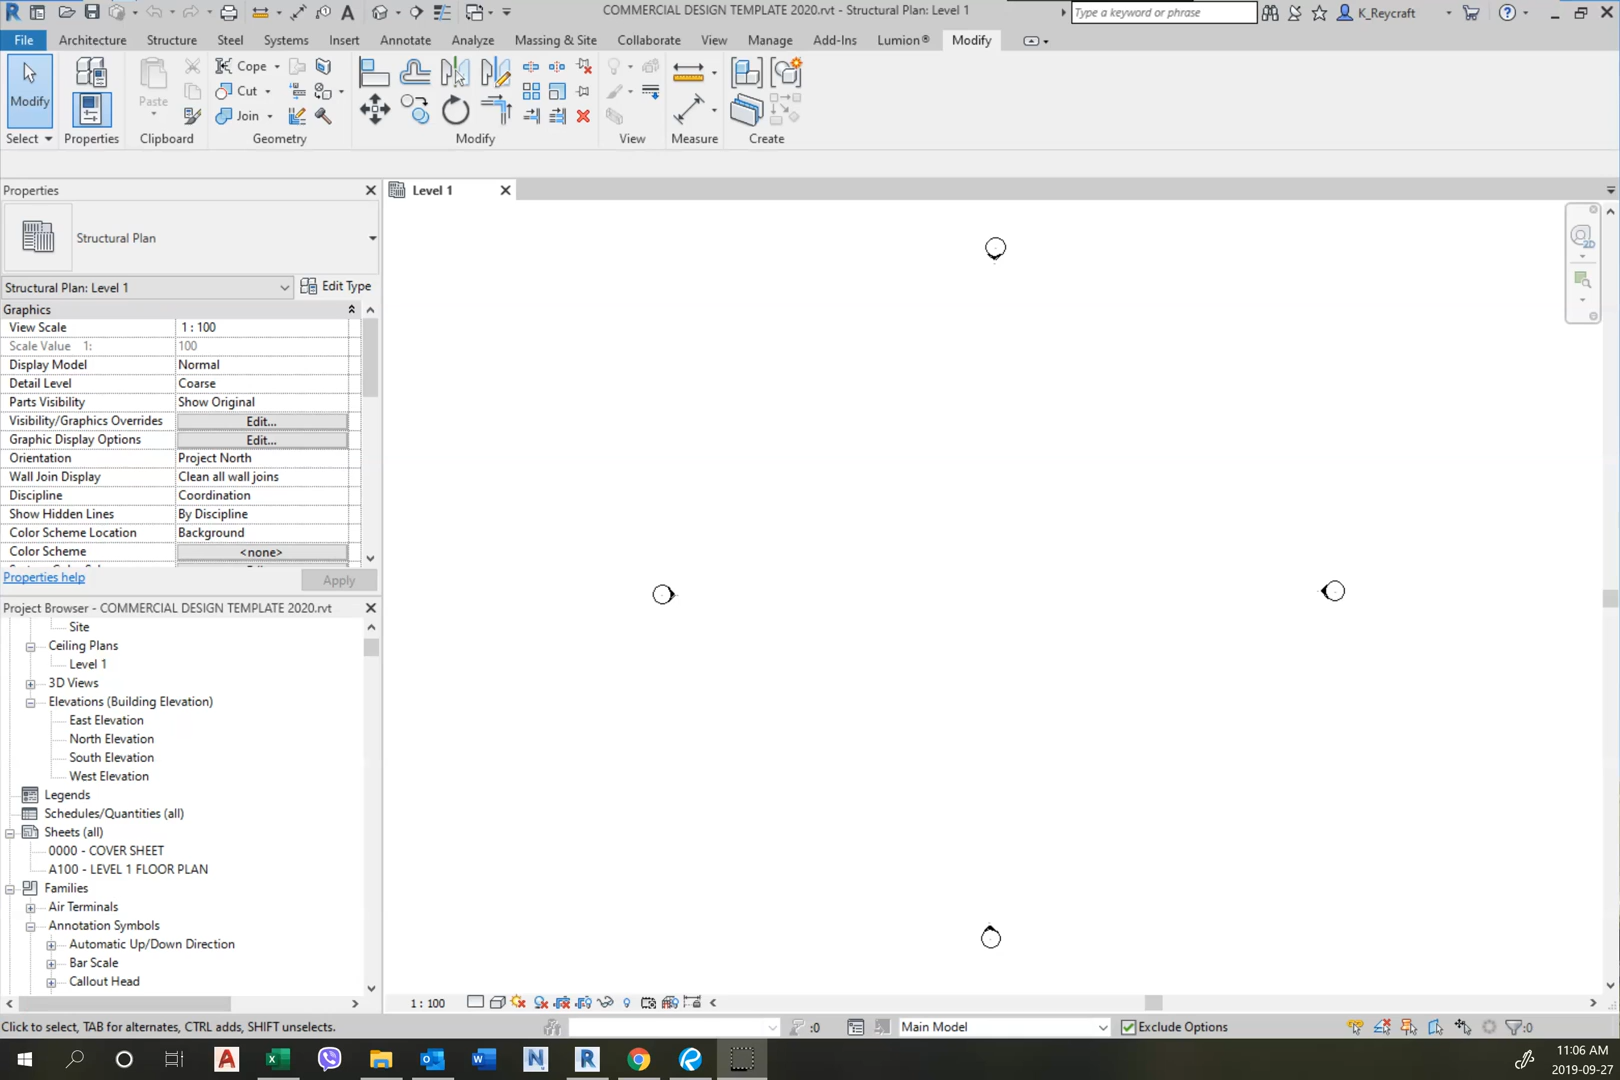 COMMERCIAL DESIGN TEMPLATE 2020.rvt - Structural Plan: Level 1
Type a keyword or phrase
K_Reycraft
File Architecture Structure Steel Systems Insert Annotate Analyze Massing & Site Collaborate View Manage Add-Ins Lumion® Modify
Modify Paste Cope
Cut
Join
Select Properties Clipboard Geometry Modify View Measure Create
Properties
Level 1
Structural Plan
Structural Plan: Level 1 Edit Type
Graphics
View Scale 1 : 100
Scale Value 1: 100
Display Model Normal
Detail Level Coarse
Parts Visibility Show Original
Visibility/Graphics Overrides Edit...
Graphic Display Options Edit...
Orientation Project North
Wall Join Display Clean all wall joins
Discipline Coordination
Show Hidden Lines By Discipline
Color Scheme Location Background
Color Scheme <none>
Properties help Apply
Project Browser - COMMERCIAL DESIGN TEMPLATE 2020.rvt
Site
Ceiling Plans
Level 1
3D Views
Elevations (Building Elevation)
East Elevation
North Elevation
South Elevation
West Elevation
Legends
Schedules/Quantities (all)
Sheets (all)
0000 - COVER SHEET
A100 - LEVEL 1 FLOOR PLAN
Families
Air Terminals
Annotation Symbols
Automatic Up/Down Direction
Bar Scale
Callout Head
2D
1 : 100
Click to select, TAB for alternates, CTRL adds, SHIFT unselects.
:0
Main Model
Exclude Options
:0
11:06 AM
2019-09-27